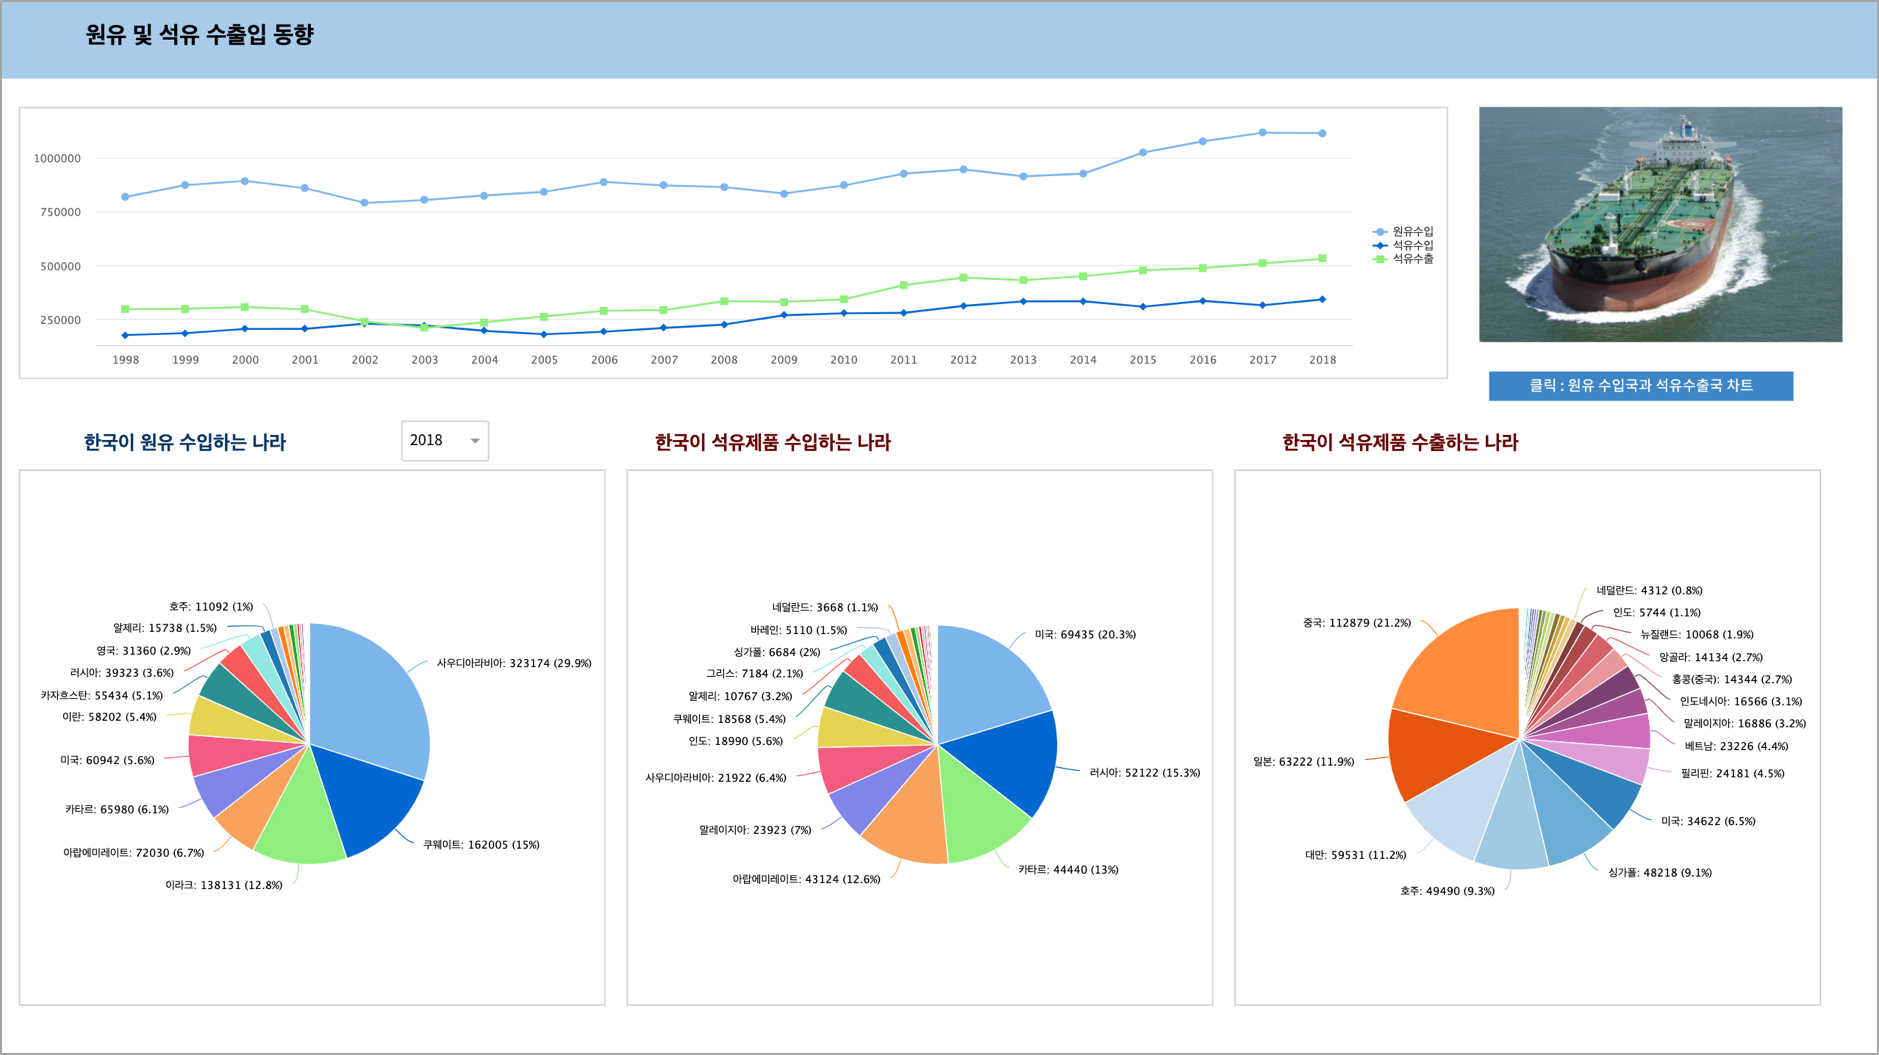 원유 및 석유 수출입 동향
1000000
750000
500000
250000
1998 1999 2000 2001 2002 2003 2004 2005 2006 2007 2008 2009 2010 2011 2012 2013 2014 2015 2016 2017 2018
원유수입
석유수입
석유수출
클릭 : 원유 수입국과 석유수출국 차트
한국이 원유 수입하는 나라
2018
호주: 11092 (1%)
알제리: 15738 (1.5%)
영국: 31360 (2.9%)
러시아: 39323 (3.6%)
카자흐스탄: 55434 (5.1%)
이란: 58202 (5.4%)
미국: 60942 (5.6%)
카타르: 65980 (6.1%)
아랍에미레이트: 72030 (6.7%)
이라크: 138131 (12.8%)
사우디아라비아: 323174 (29.9%)
쿠웨이트: 162005 (15%)
한국이 석유제품 수입하는 나라
네덜란드: 3668 (1.1%)
바레인: 5110 (1.5%)
싱가폴: 6684 (2%)
그리스: 7184 (2.1%)
알제리: 10767 (3.2%)
쿠웨이트: 18568 (5.4%)
인도: 18990 (5.6%)
사우디아라비아: 21922 (6.4%)
말레이지아: 23923 (7%)
아랍에미레이트: 43124 (12.6%)
미국: 69435 (20.3%)
러시아: 52122 (15.3%)
카타르: 44440 (13%)
한국이 석유제품 수출하는 나라
중국: 112879 (21.2%)
일본: 63222 (11.9%)
대만: 59531 (11.2%)
호주: 49490 (9.3%)
네덜란드: 4312 (0.8%)
인도: 5744 (1.1%)
뉴질랜드: 10068 (1.9%)
앙골라: 14134 (2.7%)
홍콩(중국): 14344 (2.7%)
인도네시아: 16566 (3.1%)
말레이지아: 16886 (3.2%)
베트남: 23226 (4.4%)
필리핀: 24181 (4.5%)
미국: 34622 (6.5%)
싱가폴: 48218 (9.1%)